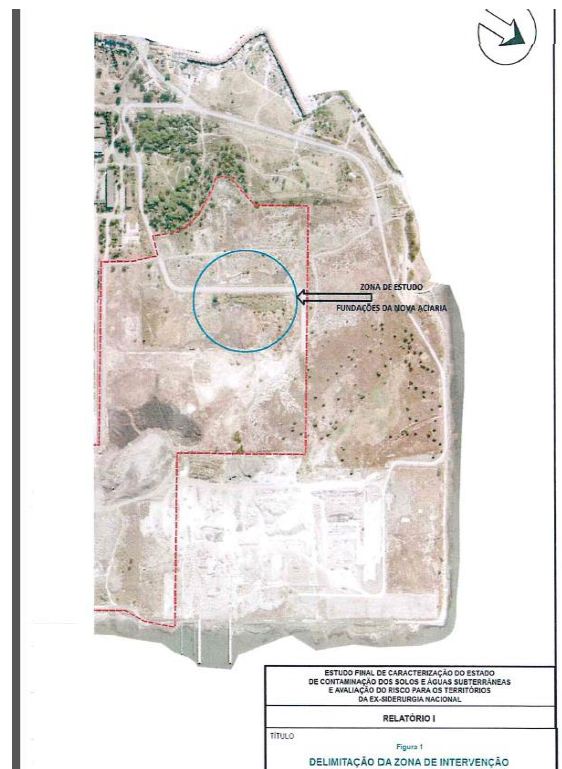 ZONA DE ESTUDO
FUNDAÇÕES DA NOVA ACIARIA
ESTUDO FINAL DE CARACTERIZAÇÃO DO ESTADO
DE CONTAMINAÇÃO DOS SOLOS E ÁGUAS SUBTERRÂNEAS
E AVALIAÇÃO DO RISCO PARA OS TERRITÓRIOS
DA EX-SIDERURGIA NACIONAL
RELATÓRIO I
TÍTULO
Figura 1
DELIMITAÇÃO DA ZONA DE INTERVENÇÃO